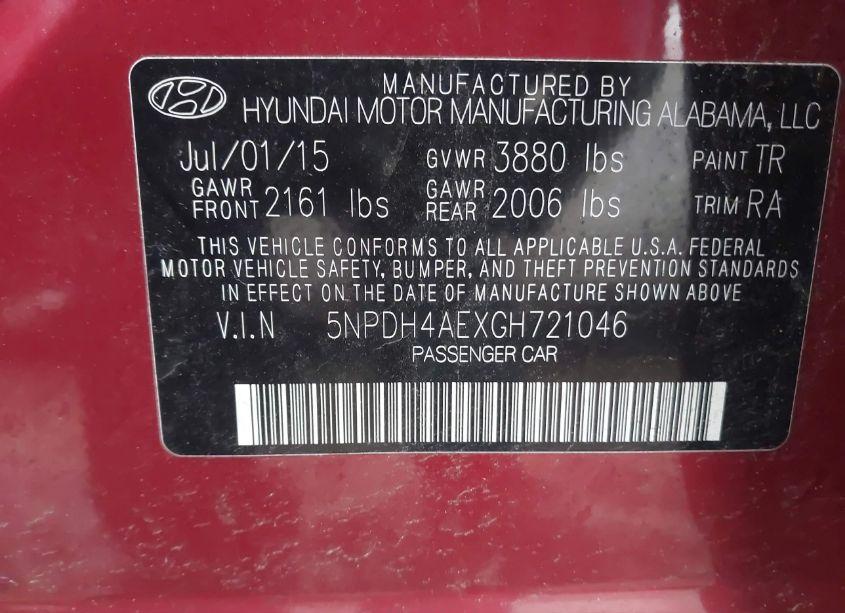 MANUFACTURED BY
HYUNDAI MOTOR MANUFACTURING ALABAMA, LLC
Jul/01/15 GVWR 3880 lbs PAINT TR
GAWR FRONT 2161 lbs GAWR REAR 2006 lbs TRIM RA
THIS VEHICLE CONFORMS TO ALL APPLICABLE U.S.A. FEDERAL
MOTOR VEHICLE SAFETY, BUMPER, AND THEFT PREVENTION STANDARDS
IN EFFECT ON THE DATE OF MANUFACTURE SHOWN ABOVE
V.I.N 5NPDH4AEXGH721046
PASSENGER CAR